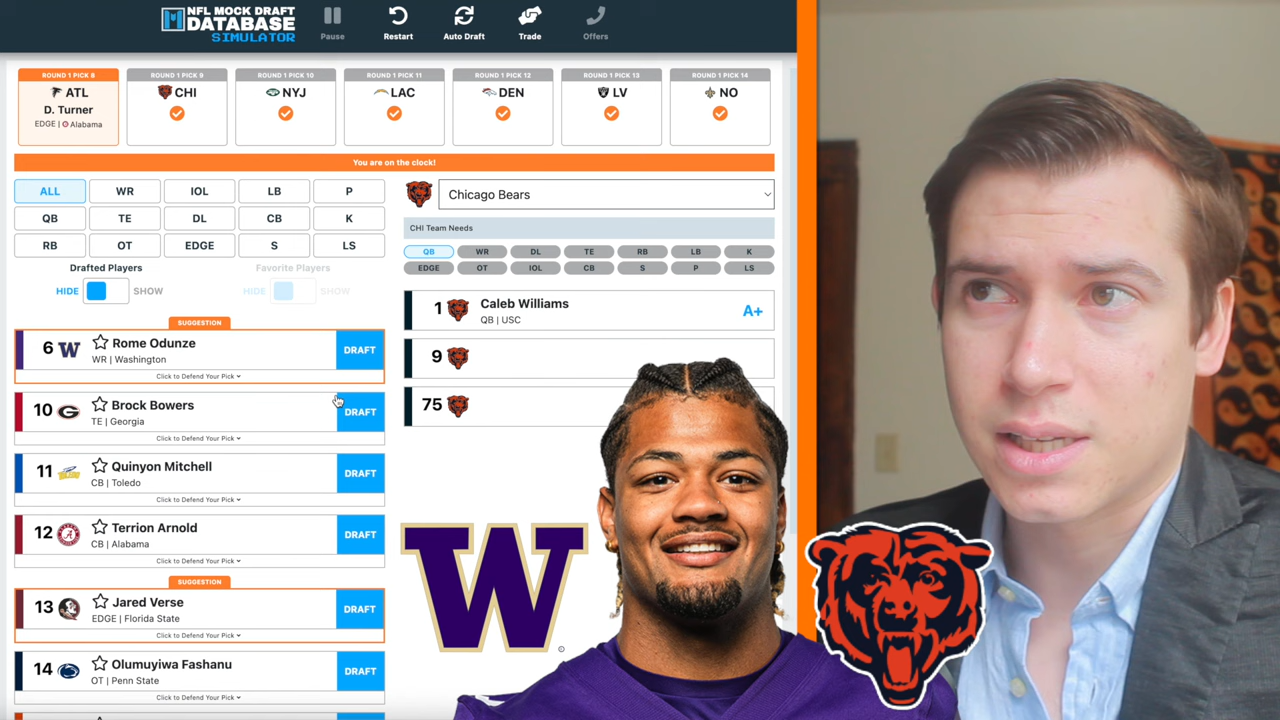 NFL MOCK DRAFT
DATABASE
SIMULATOR
Pause
Restart
Auto Draft
Trade
Offers
ROUND 1 PICK 8
ATL
D. Turner
EDGE | Alabama
ROUND 1 PICK 9
CHI
ROUND 1 PICK 10
NYJ
ROUND 1 PICK 11
LAC
ROUND 1 PICK 12
DEN
ROUND 1 PICK 13
LV
ROUND 1 PICK 14
NO
You are on the clock!
ALL WR IOL LB P
QB TE DL CB K
RB OT EDGE S LS
Drafted Players
HIDE SHOW
Favorite Players
HIDE SHOW
SUGGESTION
6 W Rome Odunze
WR | Washington
DRAFT
Click to Defend Your Pick
10 G Brock Bowers
TE | Georgia
DRAFT
Click to Defend Your Pick
11 Quinyon Mitchell
CB | Toledo
DRAFT
Click to Defend Your Pick
12 Terrion Arnold
CB | Alabama
DRAFT
Click to Defend Your Pick
SUGGESTION
13 Jared Verse
EDGE | Florida State
DRAFT
Click to Defend Your Pick
14 Olumuyiwa Fashanu
OT | Penn State
DRAFT
Click to Defend Your Pick
Chicago Bears
CHI Team Needs
QB WR DL TE RB LB K
EDGE OT IOL CB S P LS
1 Caleb Williams
QB | USC
A+
9
75
W